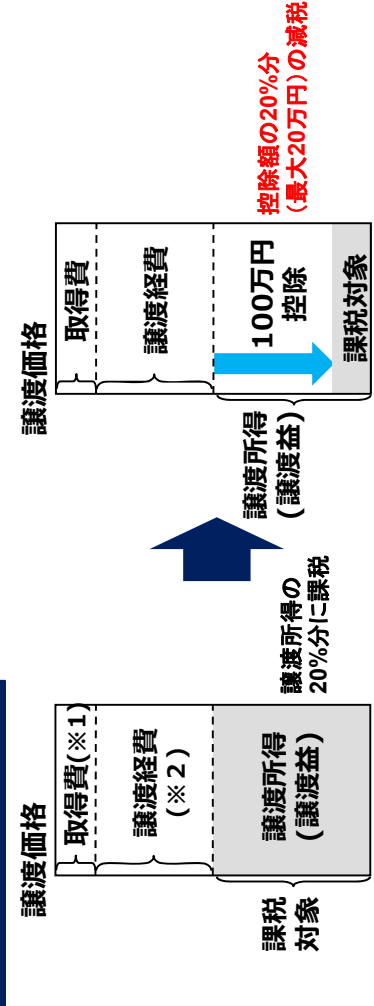 譲渡価格
取得費(※1)
譲渡経費
(※2)
譲渡所得
(譲渡益)
課税
対象
譲渡所得の
20%分に課税
譲渡価格
取得費
譲渡経費
100万円
控除
課税対象
譲渡所得
(譲渡益)
控除額の20%分
(最大20万円)の減税